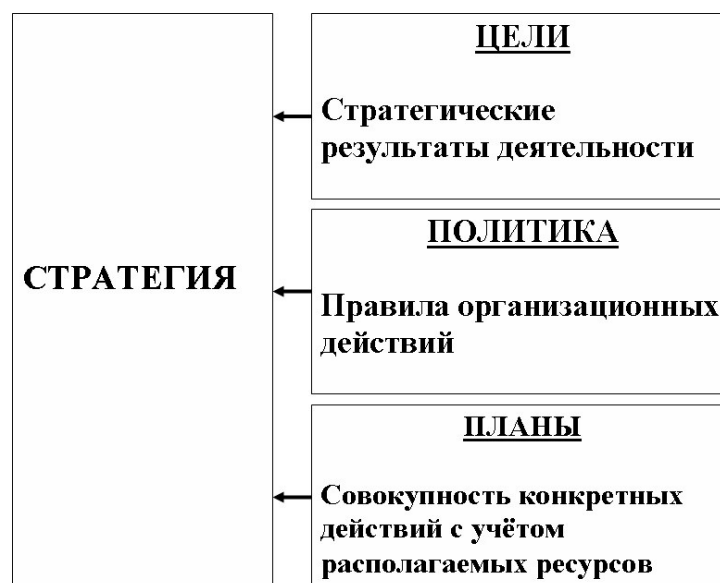 СТРАТЕГИЯ
ЦЕЛИ
Стратегические
результаты деятельности
ПОЛИТИКА
Правила организационных
действий
ПЛАНЫ
Совокупность конкретных
действий с учётом
располагаемых ресурсов